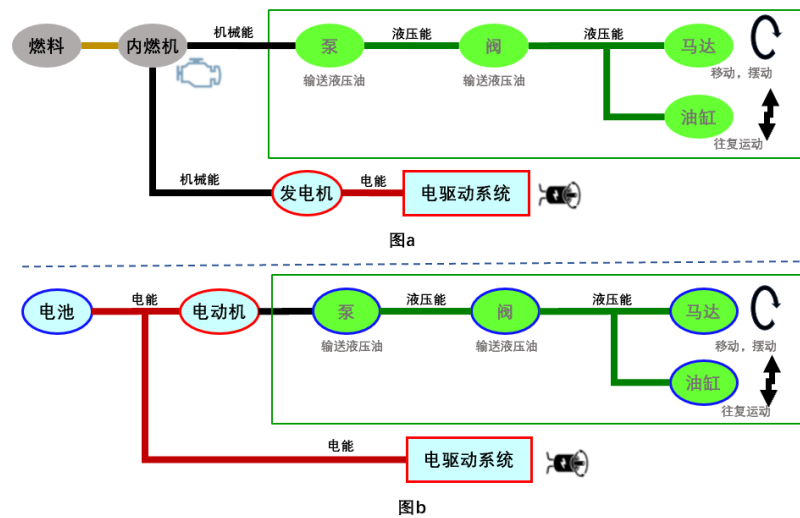 机械能
液压能
液压能
燃料
内燃机
泵
阀
马达
输送液压油
输送液压油
移动，摆动
油缸
往复运动
机械能
电能
发电机
电驱动系统
图a
电能
液压能
液压能
电池
电动机
泵
阀
马达
输送液压油
输送液压油
移动，摆动
油缸
往复运动
电能
电驱动系统
图b